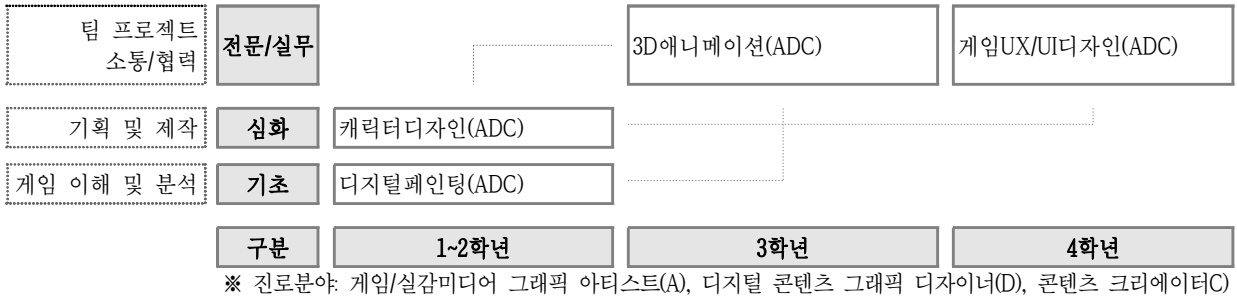 팀 프로젝트
소통/협력
전문/실무
3D애니메이션(ADC)
게임UX/UI디자인(ADC)
기획 및 제작
심화
캐릭터디자인(ADC)
게임 이해 및 분석
기초
디지털페인팅(ADC)
구분
1~2학년
3학년
4학년
※ 진로분야: 게임/실감미디어 그래픽 아티스트(A), 디지털 콘텐츠 그래픽 디자이너(D), 콘텐츠 크리에이터C)